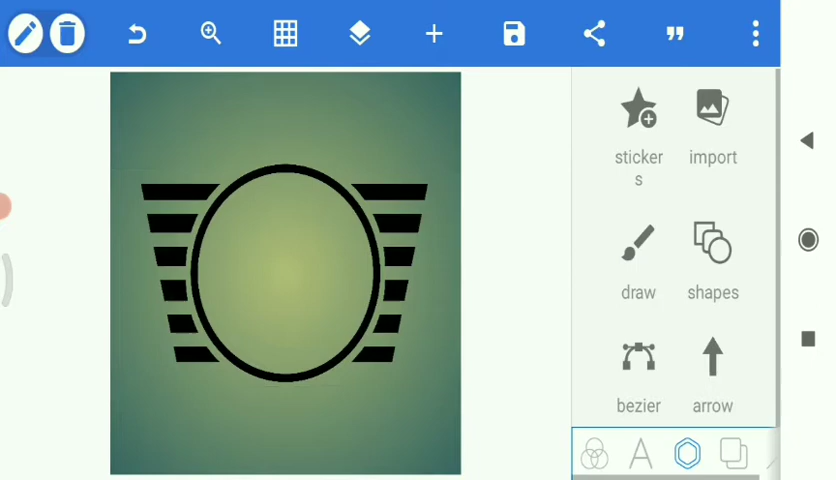 sticker
s
import
draw
shapes
bezier
arrow